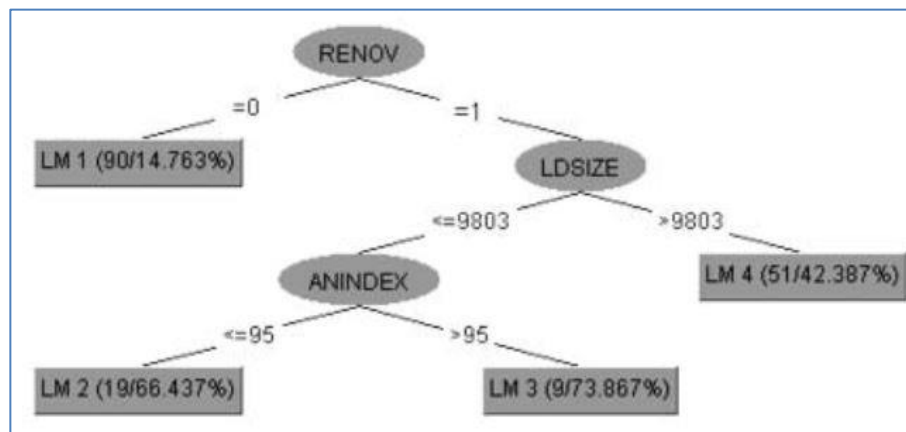 RENOV
=0
=1
LM 1 (90/14.763%)
LDSIZE
<=9803
>9803
ANINDEX
LM 4 (51/42.387%)
<=95
>95
LM 2 (19/66.437%)
LM 3 (9/73.867%)